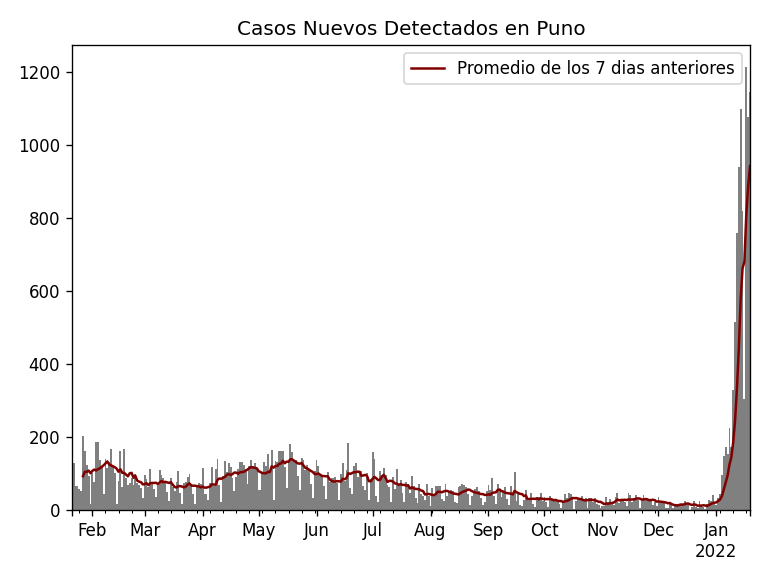 Casos Nuevos Detectados en Puno
Promedio de los 7 dias anteriores
1200
1000
800
600
400
200
0
Feb Mar Apr May Jun Jul Aug Sep Oct Nov Dec Jan
2022